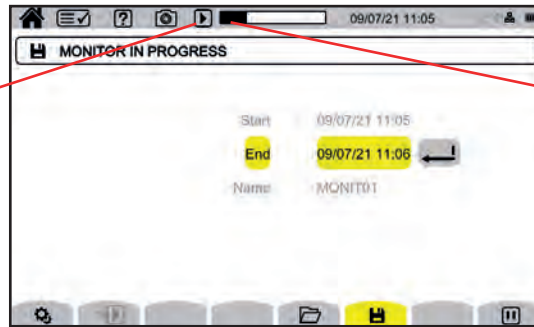 09/07/21 11:05
MONITOR IN PROGRESS
Start 09/07/21 11:05
End 09/07/21 11:06
Name MONIT01